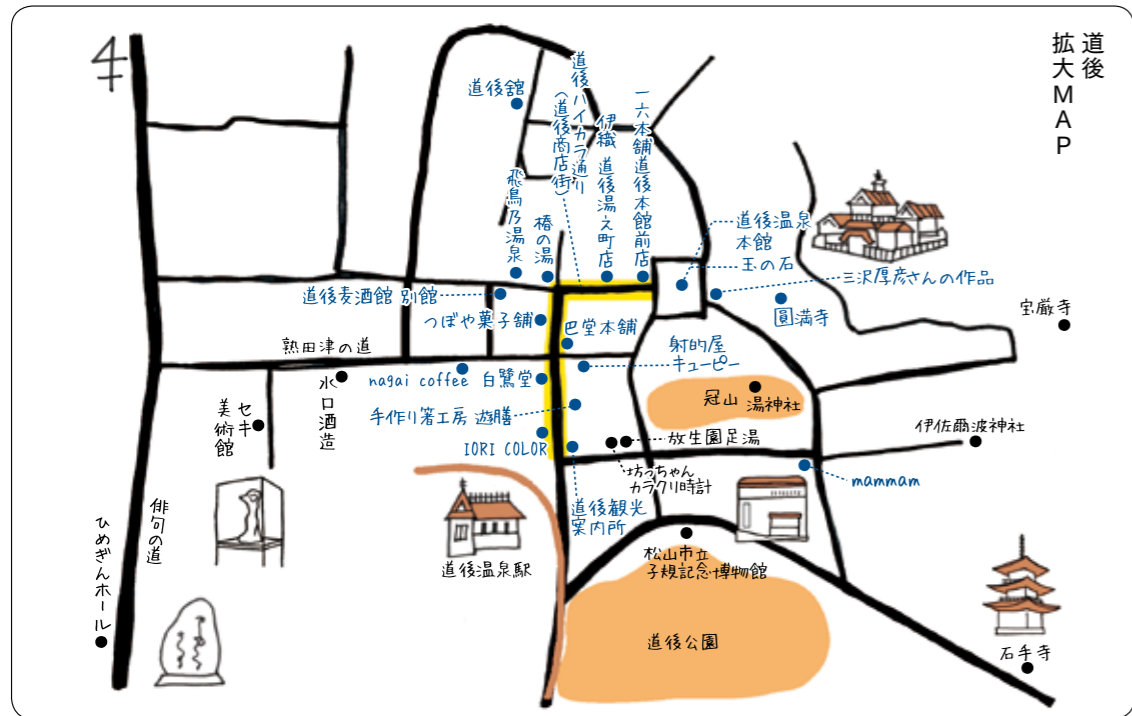 道後
拡大MAP
道後舘
道後ハイカラ通り
(道後商店街)
伊織 道後湯之町店
一六本舗道後本館前店
飛鳥乃湯泉
椿の湯
道後温泉
本館
玉の石
三沢厚彦さんの作品
圓満寺
宝厳寺
道後麦酒館 別館
つぼや菓子舗
巴堂本舗
射的屋
キューピー
熟田津の道
nagai coffee 白鷺堂
水口酒造
セキ
美術館
手作り箸工房 遊膳
冠山
湯神社
IORI COLOR
放生園足湯
坊っちゃん
カラクリ時計
伊佐爾波神社
mammam
道後観光
案内所
俳句の道
ひめぎんホール
道後温泉駅
松山市立
子規記念博物館
道後公園
石手寺